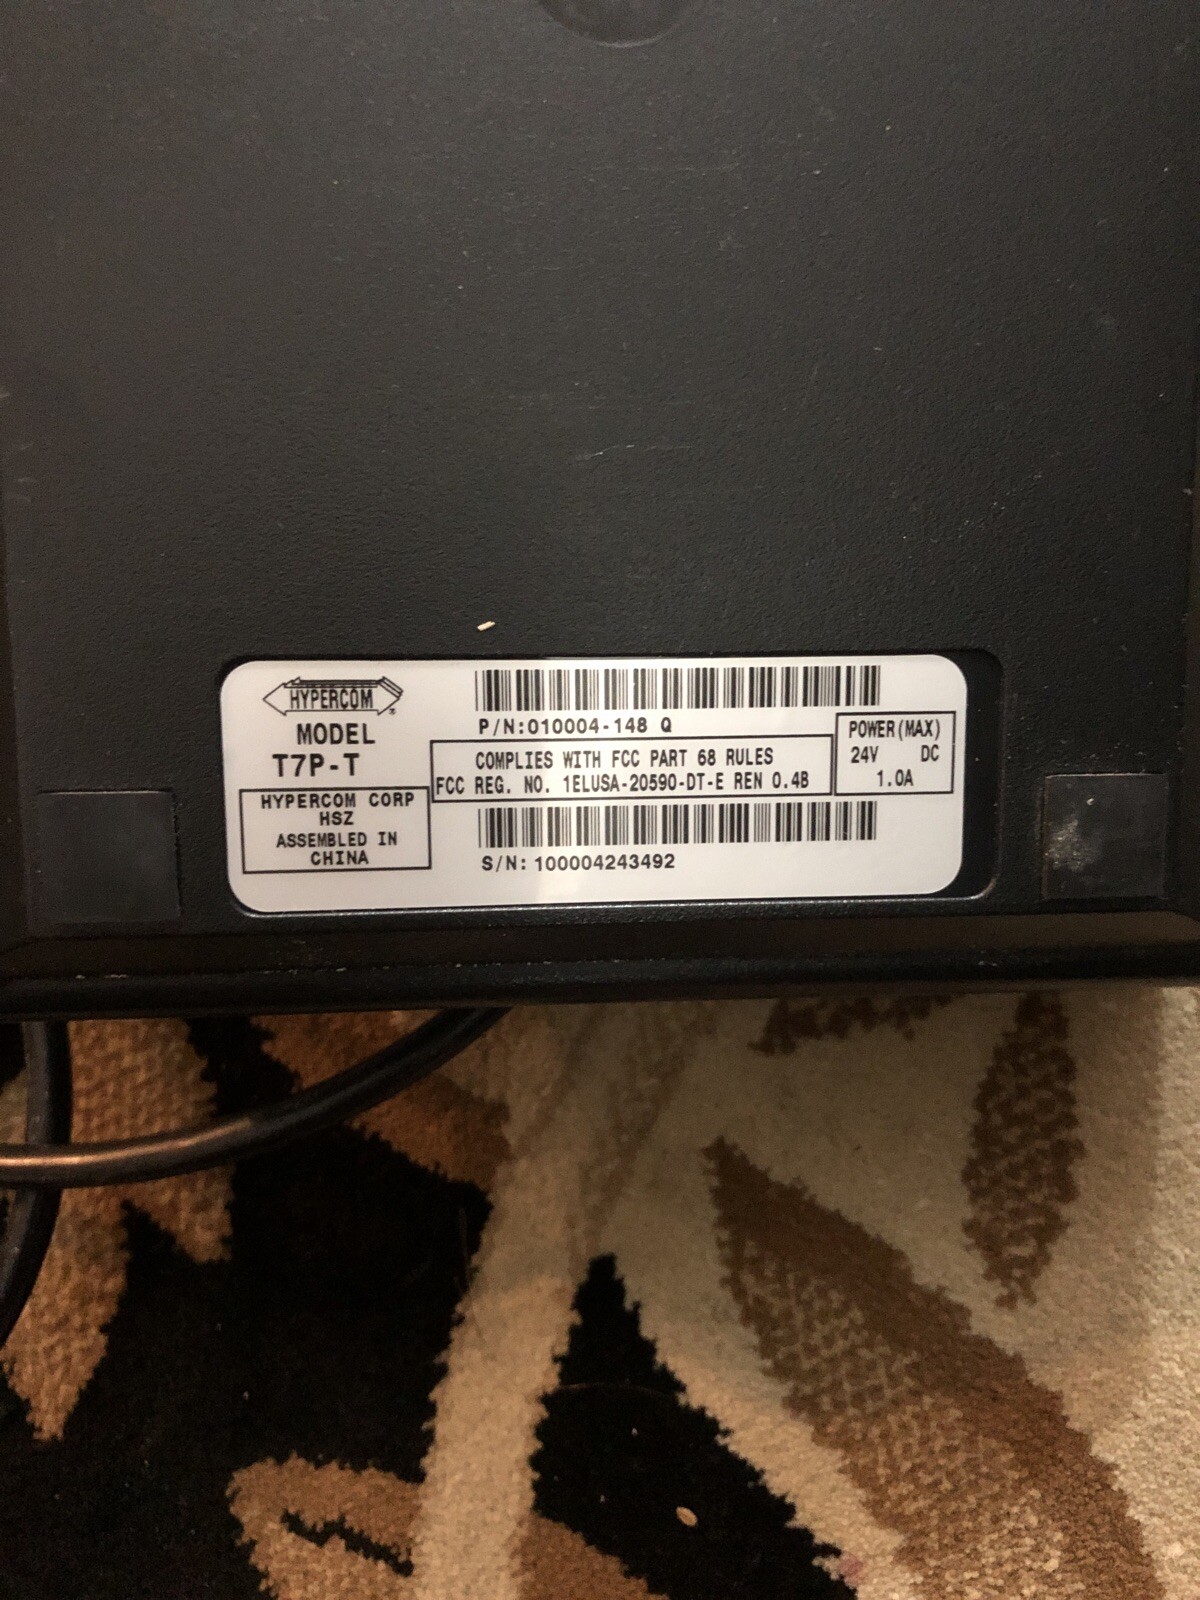 HYPERCOM
MODEL
T7P-T
HYPERCOM CORP
HSZ
ASSEMBLED IN
CHINA
P/N:010004-148 Q
COMPLIES WITH FCC PART 68 RULES
FCC REG. NO. 1ELUSA-20590-DT-E REN 0.4B
S/N: 100004243492
POWER(MAX)
24V DC
1.0A